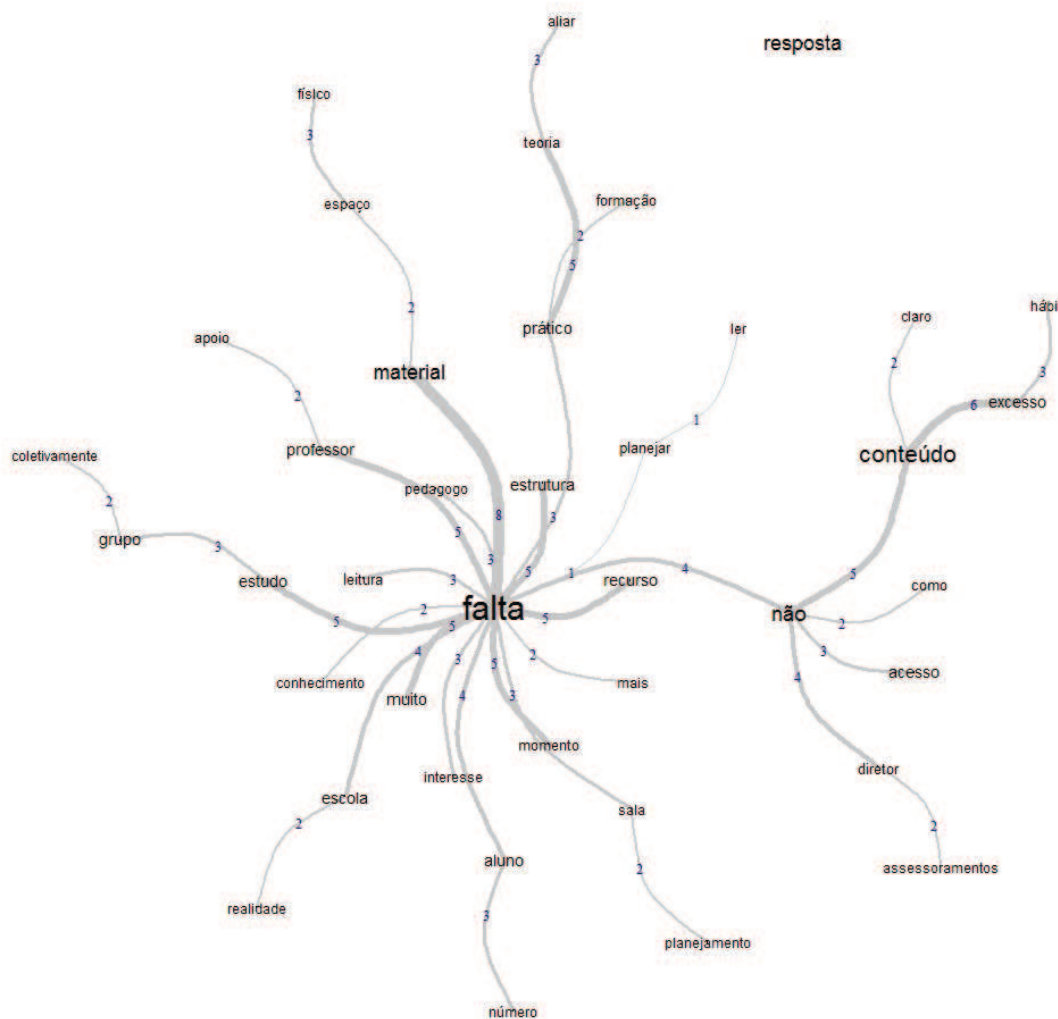 aliar
resposta
3
físico
3
teoria
espaço
formação
2
5
2
prático
ler
claro
hábi
apoio
material
2
3
2
planejar
1
excesso
6
professor
conteúdo
coletivamente
pedagogo
estrutura
2
8
3
5
grupo
3
3
5
1
4
5
leitura
3
estudo
recurso
como
2
falta
não
5
5
5
2
4
3
5
3
2
acesso
conhecimento
muito
4
3
2
mais
4
momento
interesse
diretor
escola
sala
2
2
aluno
2
assessoramentos
realidade
3
planejamento
número